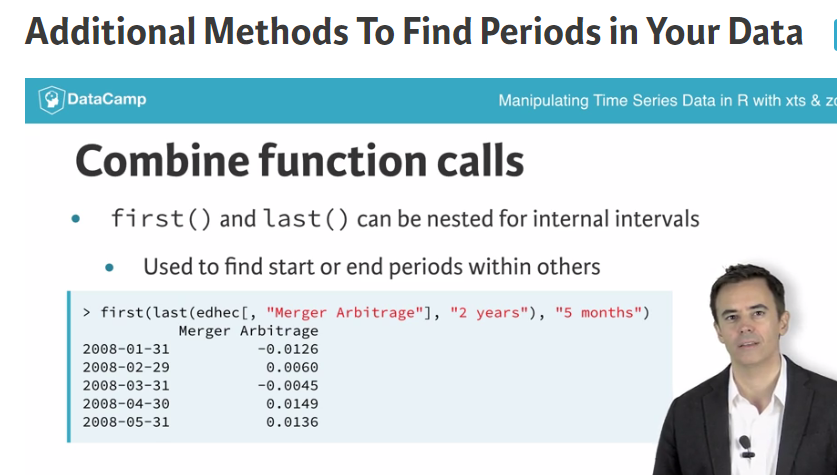 Additional Methods To Find Periods in Your Data
DataCamp
Manipulating Time Series Data in R with xts & zo
Combine function calls
• first() and last() can be nested for internal intervals
• Used to find start or end periods within others
> first(last(edhec[, "Merger Arbitrage"], "2 years"), "5 months")
Merger Arbitrage
2008-01-31 -0.0126
2008-02-29 0.0060
2008-03-31 -0.0045
2008-04-30 0.0149
2008-05-31 0.0136